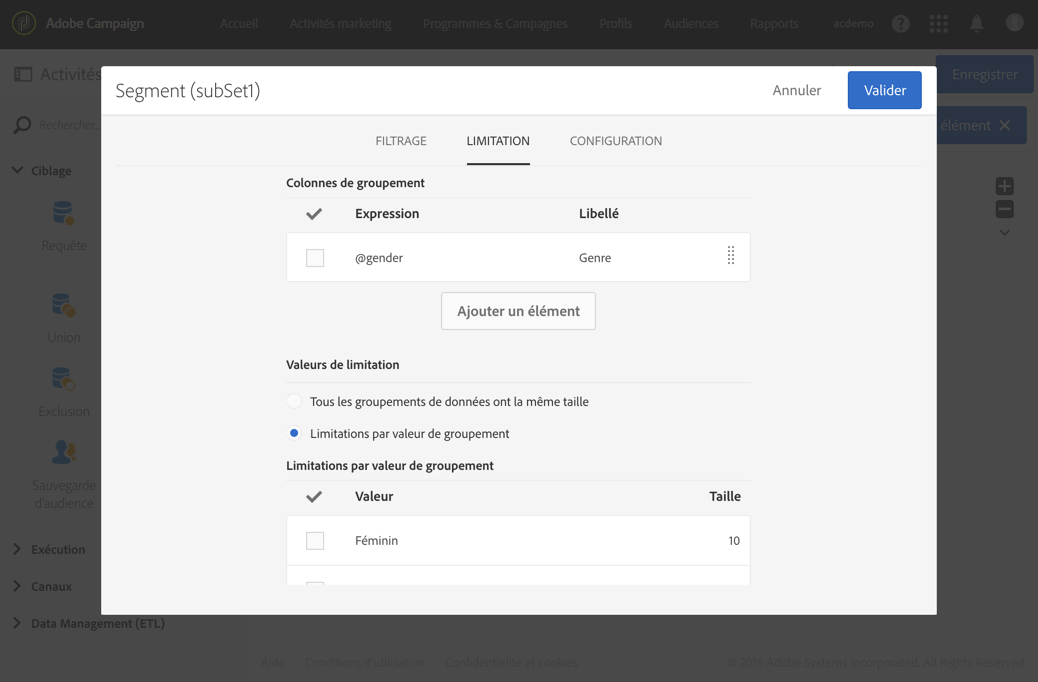 Adobe Campaign
Accueil Activités marketing Programmes & Campagnes Profils Audiences Rapports acdemo ?
Activités
Enregistrer
Segment (subSet1)
Annuler Valider
Rechercher...
élément
FILTRAGE LIMITATION CONFIGURATION
Ciblage
Requête
Union
Exclusion
Sauvegarde
d'audience
Exécution
Canaux
Data Management (ETL)
Colonnes de groupement
Expression Libellé
@gender Genre
Ajouter un élément
Valeurs de limitation
Tous les groupements de données ont la même taille
Limitations par valeur de groupement
Limitations par valeur de groupement
Valeur Taille
Féminin 10
Aide Conditions d'utilisation Confidentialité et cookies © 2016 Adobe Systems Incorporated. All Rights Reserved.